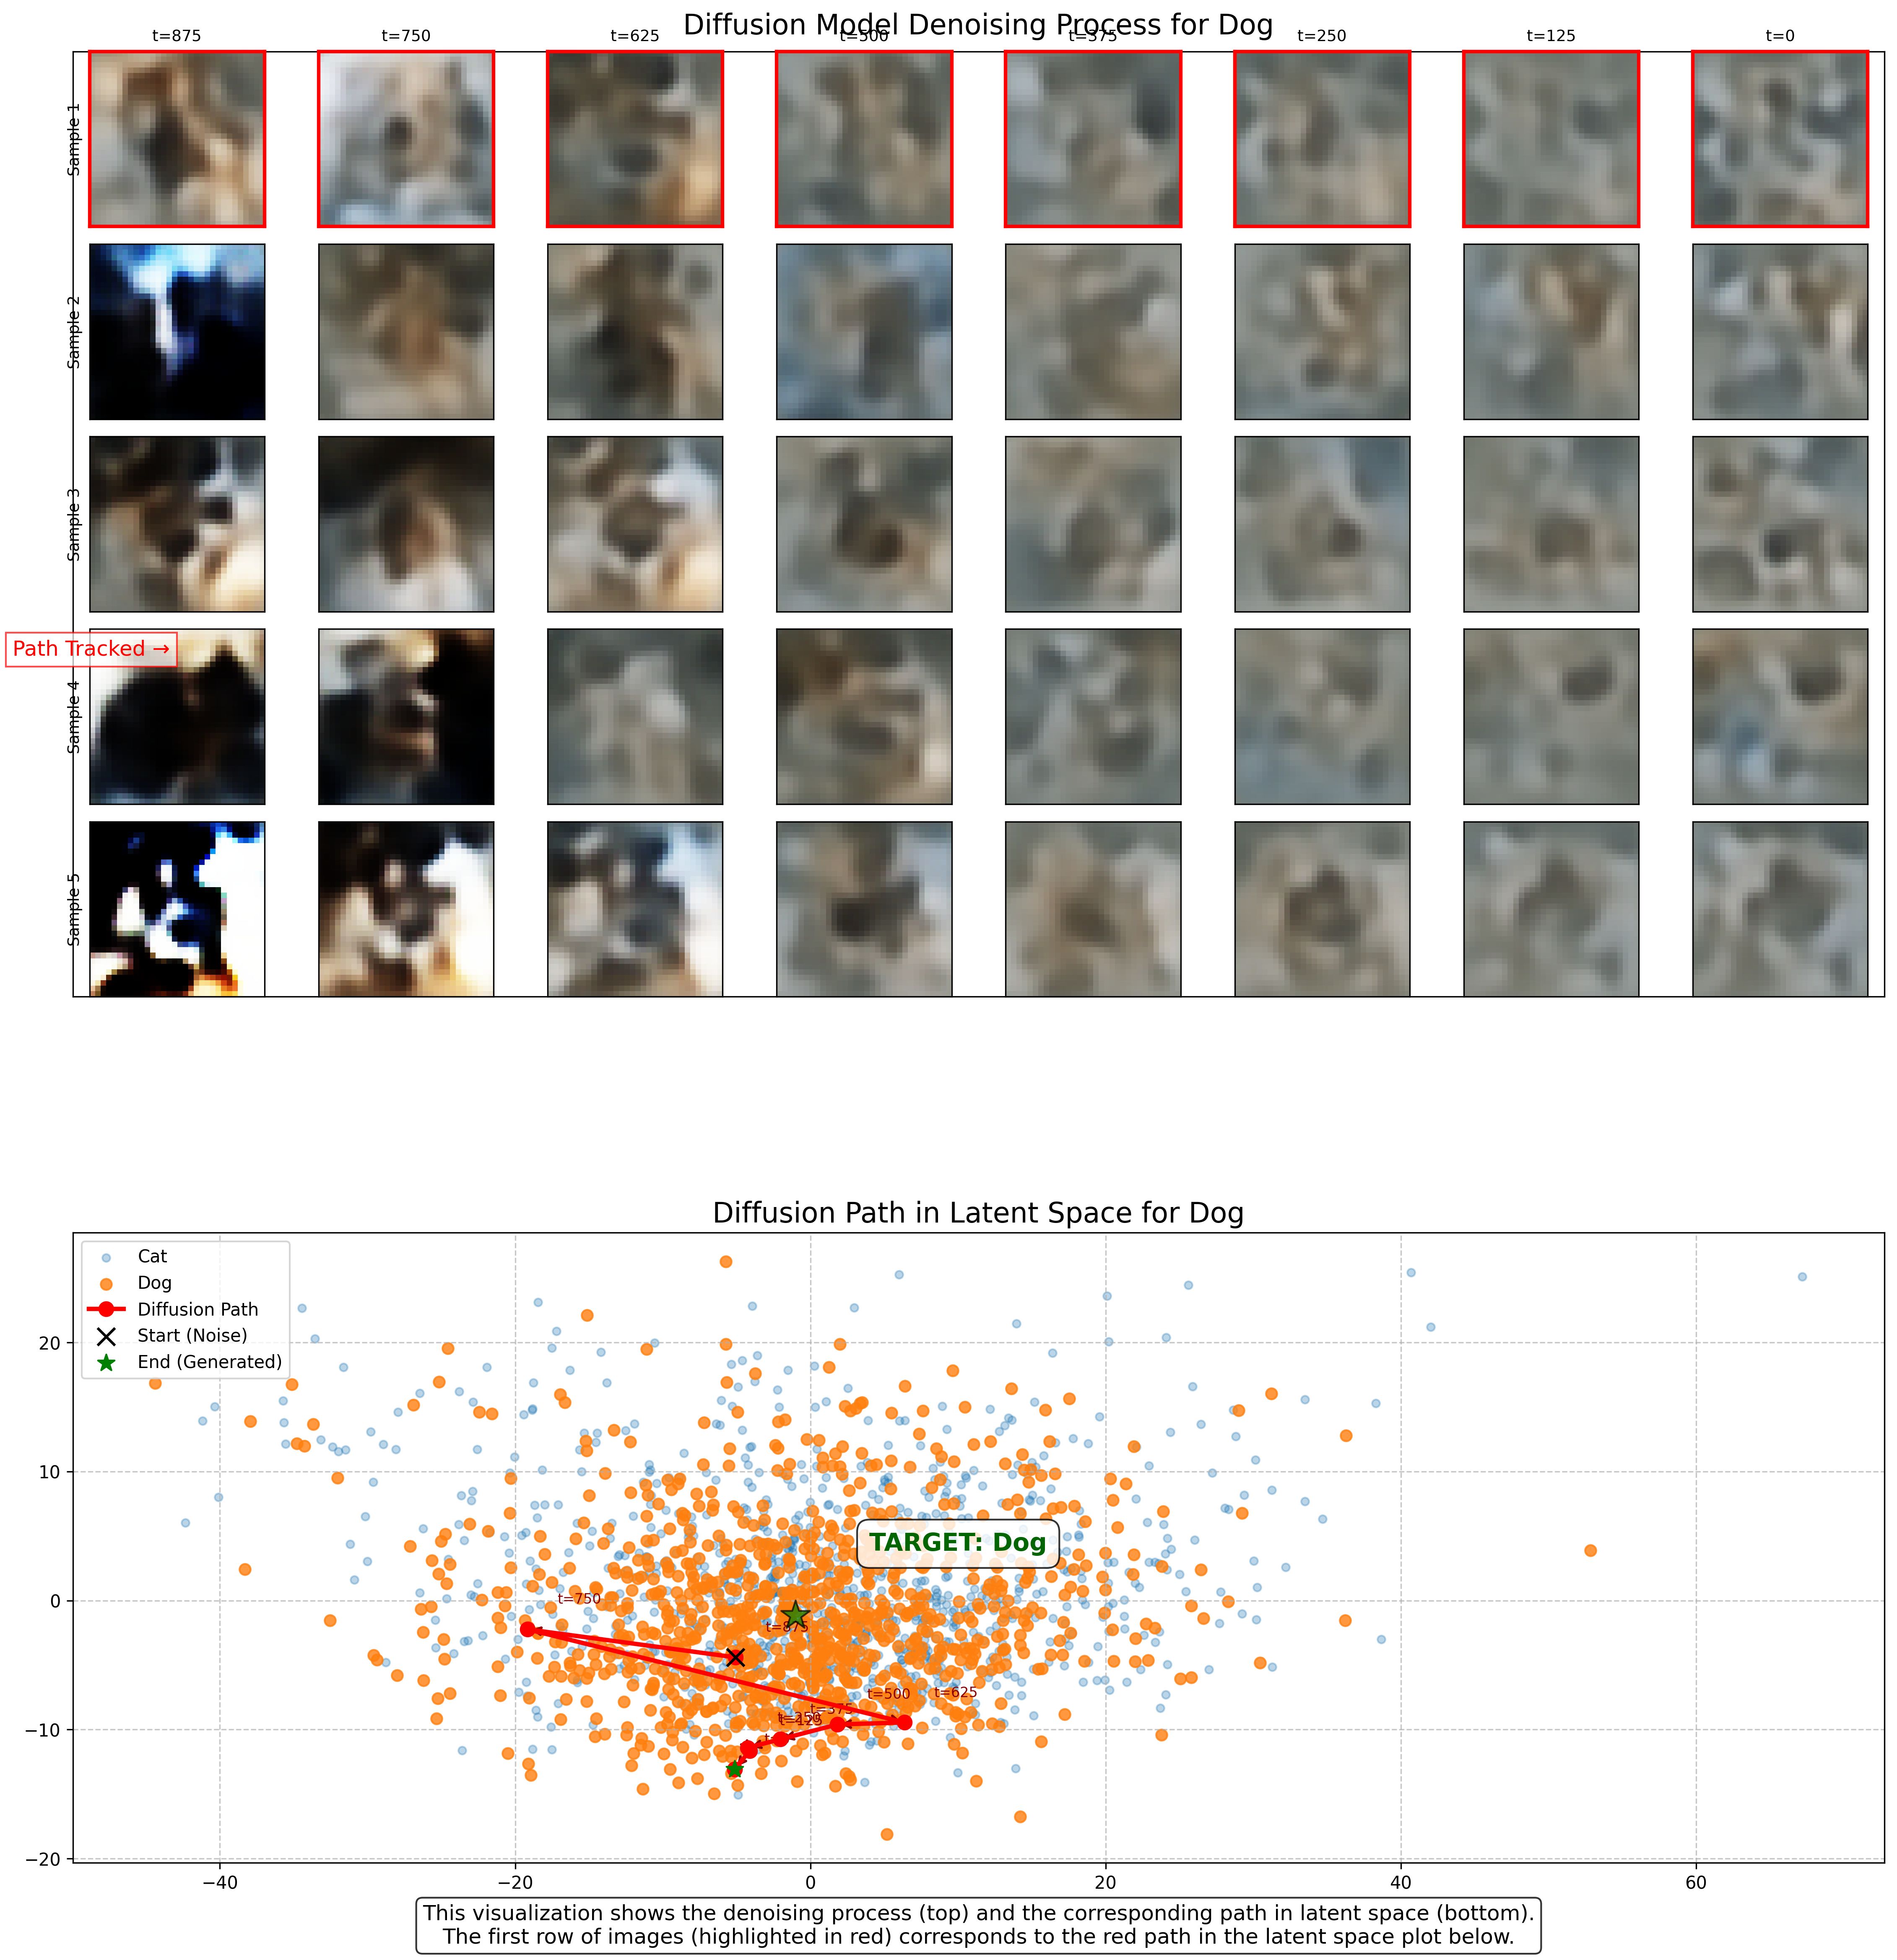 Diffusion Model Denoising Process for Dog
t=875 t=750 t=625 t=500 t=375 t=250 t=125 t=0
Sample 1
Sample 2
Sample 3
Path Tracked →
Sample 4
Sample 5
Diffusion Path in Latent Space for Dog
Cat
Dog
Diffusion Path
Start (Noise)
End (Generated)
TARGET: Dog
t=750
t=875
t=500
t=625
t=375
t=250
t=125
20
10
0
−10
−20
−40 −20 0 20 40 60
This visualization shows the denoising process (top) and the corresponding path in latent space (bottom).
The first row of images (highlighted in red) corresponds to the red path in the latent space plot below.